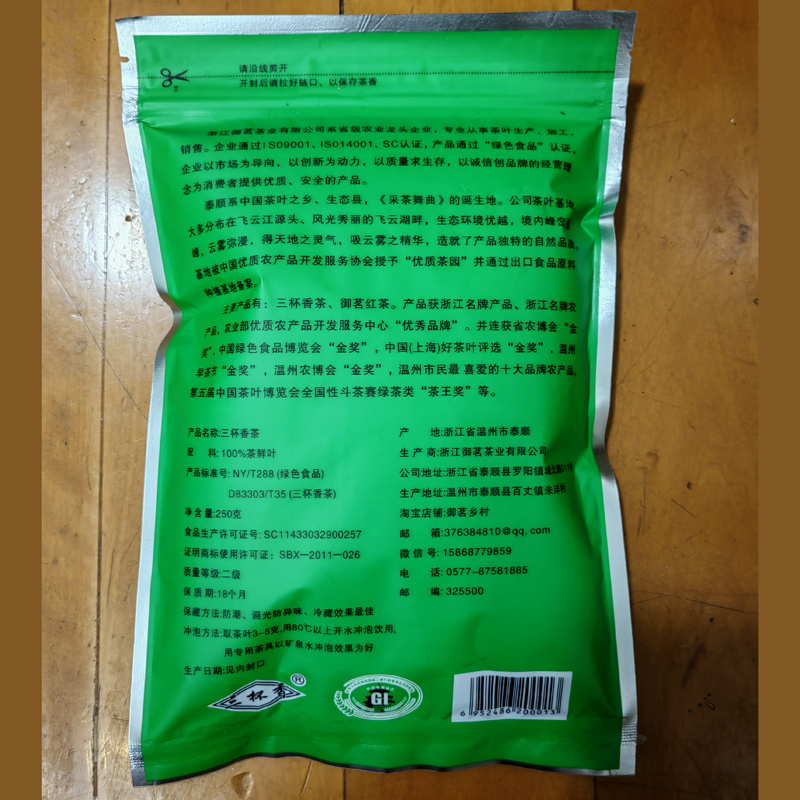 请沿线剪开
开封后请拉好链口、以保存茶香
浙江御茗茶业有限公司系省级农业龙头企业，专业从事茶叶生产、加工、
销售。企业通过ISO9001、ISO14001、SC认证，产品通过“绿色食品”认证，
企业以市场为导向，以创新为动力，以质量求生存，以诚信创品牌的经营理
念为消费者提供优质、安全的产品。
泰顺系中国茶叶之乡、生态县，《采茶舞曲》的诞生地。公司茶叶基地
大多分布在飞云江源头、风光秀丽的飞云湖畔，生态环境优越，境内峰峦
嶂，云雾弥漫，得天地之灵气，吸云雾之精华，造就了产品独特的自然品质。
基地被中国优质农产品开发服务协会授予“优质茶园”并通过出口食品原料
种植基地备案。
主要产品有：三杯香茶、御茗红茶。产品获浙江名牌产品、浙江名牌农
产品，农业部优质农产品开发服务中心“优秀品牌”。并连获省农博会“金
奖”，中国绿色食品博览会“金奖”，中国(上海)好茶叶评选“金奖”，温州
早茶节“金奖”，温州农博会“金奖”，温州市民最 喜爱的十大品牌农产品，
第五届中国茶叶博览会全国性斗茶赛绿茶类“茶王奖”等。
产品名称:三杯香茶
配 料: 100%茶鲜叶
产品标准号: NY/T288 (绿色食品)
D83303/T35 (三杯香茶)
净 含 量:250克
食品生产许可证号: SC11433032900257
证明商标使用许可证：SBX—2011—026
质量等级:二级
保 质 期:18个月
保藏方法:防潮、避光防异味、冷藏效果最佳
冲泡方法:取茶叶3–5克,用80℃以上开水冲泡饮用,
用专用茶具以矿泉水冲泡效果为好
生产日期:见内封口
产 地:浙江省温州市泰顺
生 产 商:浙江御茗茶业有限公司
公司地址:浙江省泰顺县罗阳镇
生产地址:温州市泰顺县百丈镇朱泽村
淘宝店铺:御茗乡村
邮 箱:376384810@qq.com
微 信 号: 15868779859
电 话: 0577-67581885
邮 编: 325500
三杯香®
GI
6 952486 200013